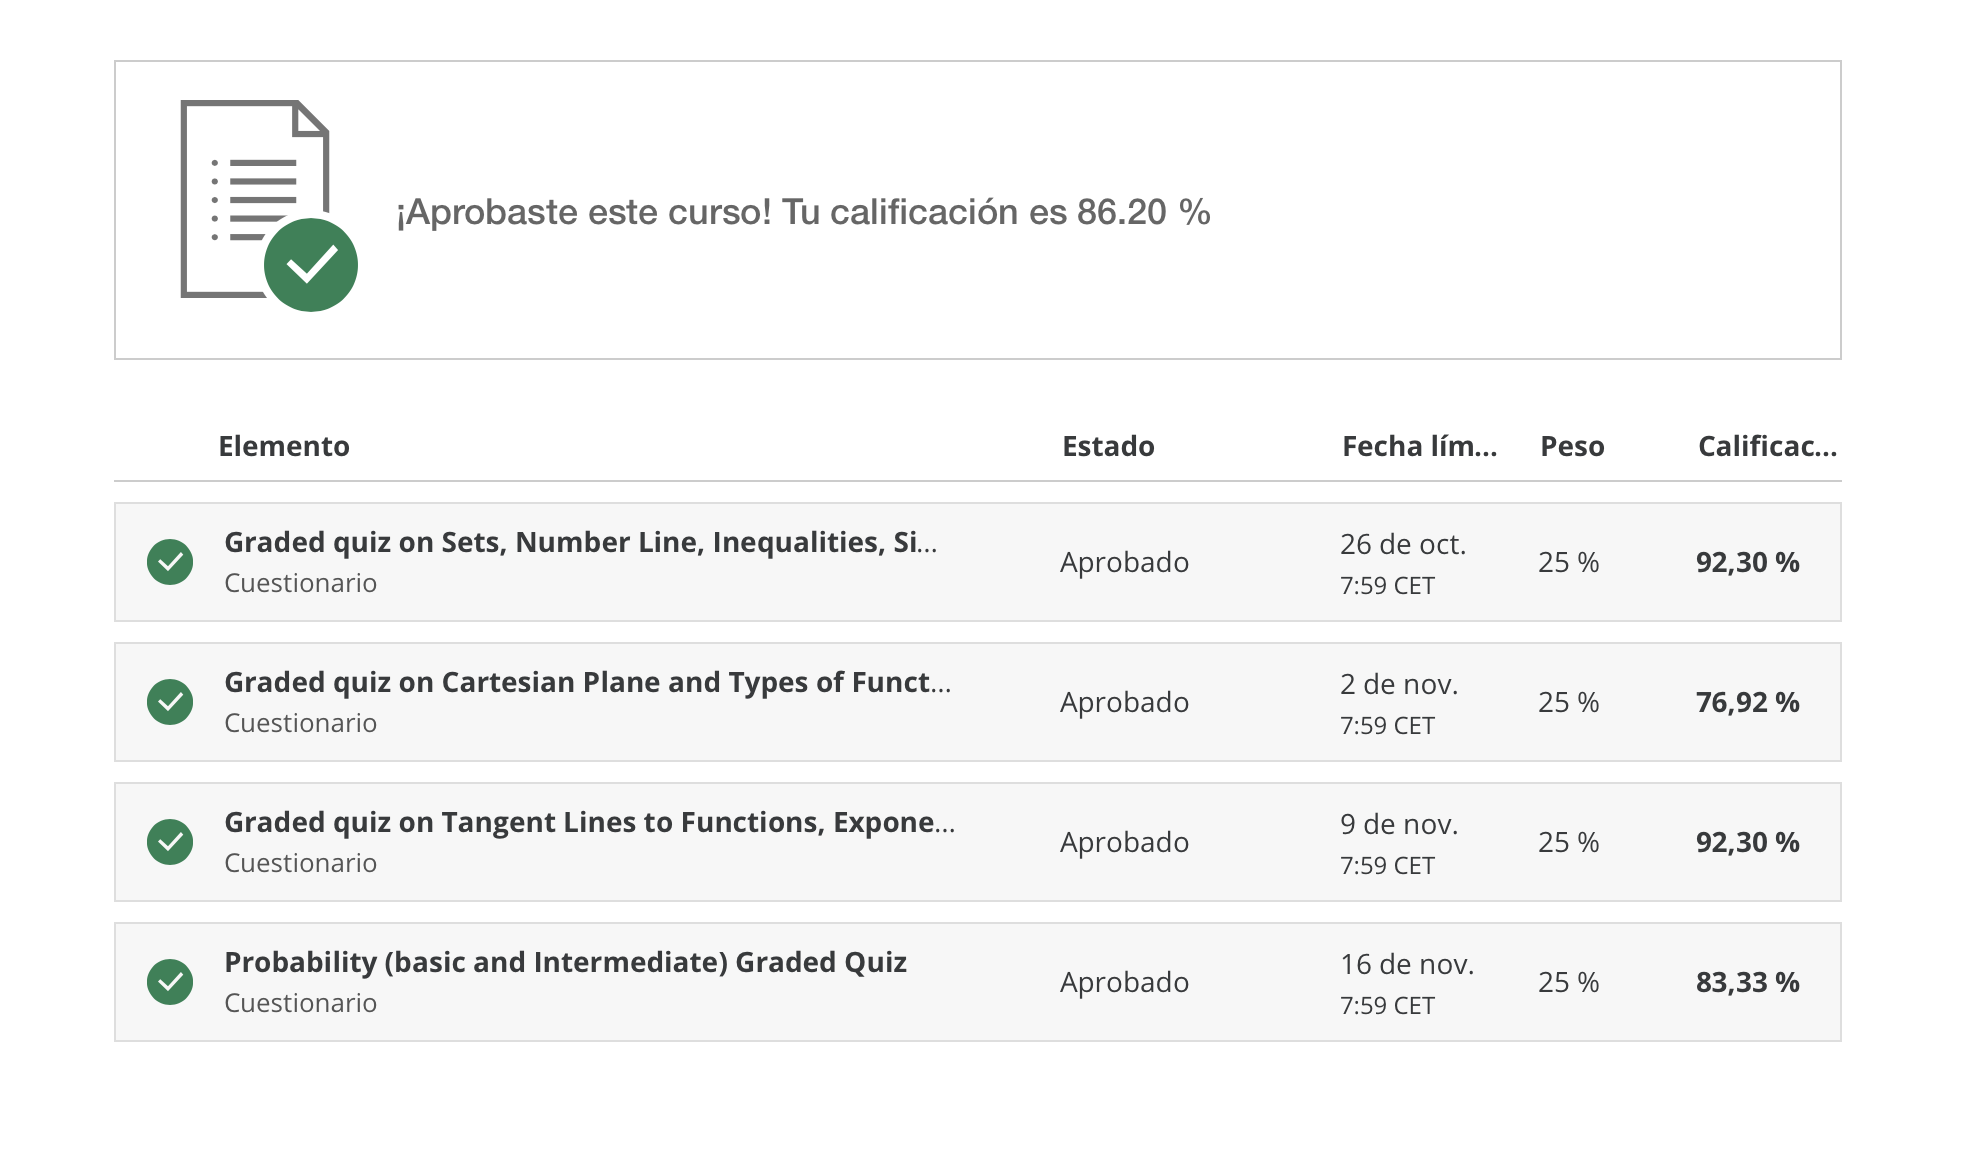 ¡Aprobaste este curso! Tu calificación es 86.20 %
Elemento Estado Fecha lím... Peso Calificac...
Graded quiz on Sets, Number Line, Inequalities, Si...
Cuestionario
Aprobado
26 de oct.
7:59 CET
25 %
92,30 %
Graded quiz on Cartesian Plane and Types of Funct...
Cuestionario
Aprobado
2 de nov.
7:59 CET
25 %
76,92 %
Graded quiz on Tangent Lines to Functions, Expone...
Cuestionario
Aprobado
9 de nov.
7:59 CET
25 %
92,30 %
Probability (basic and Intermediate) Graded Quiz
Cuestionario
Aprobado
16 de nov.
7:59 CET
25 %
83,33 %